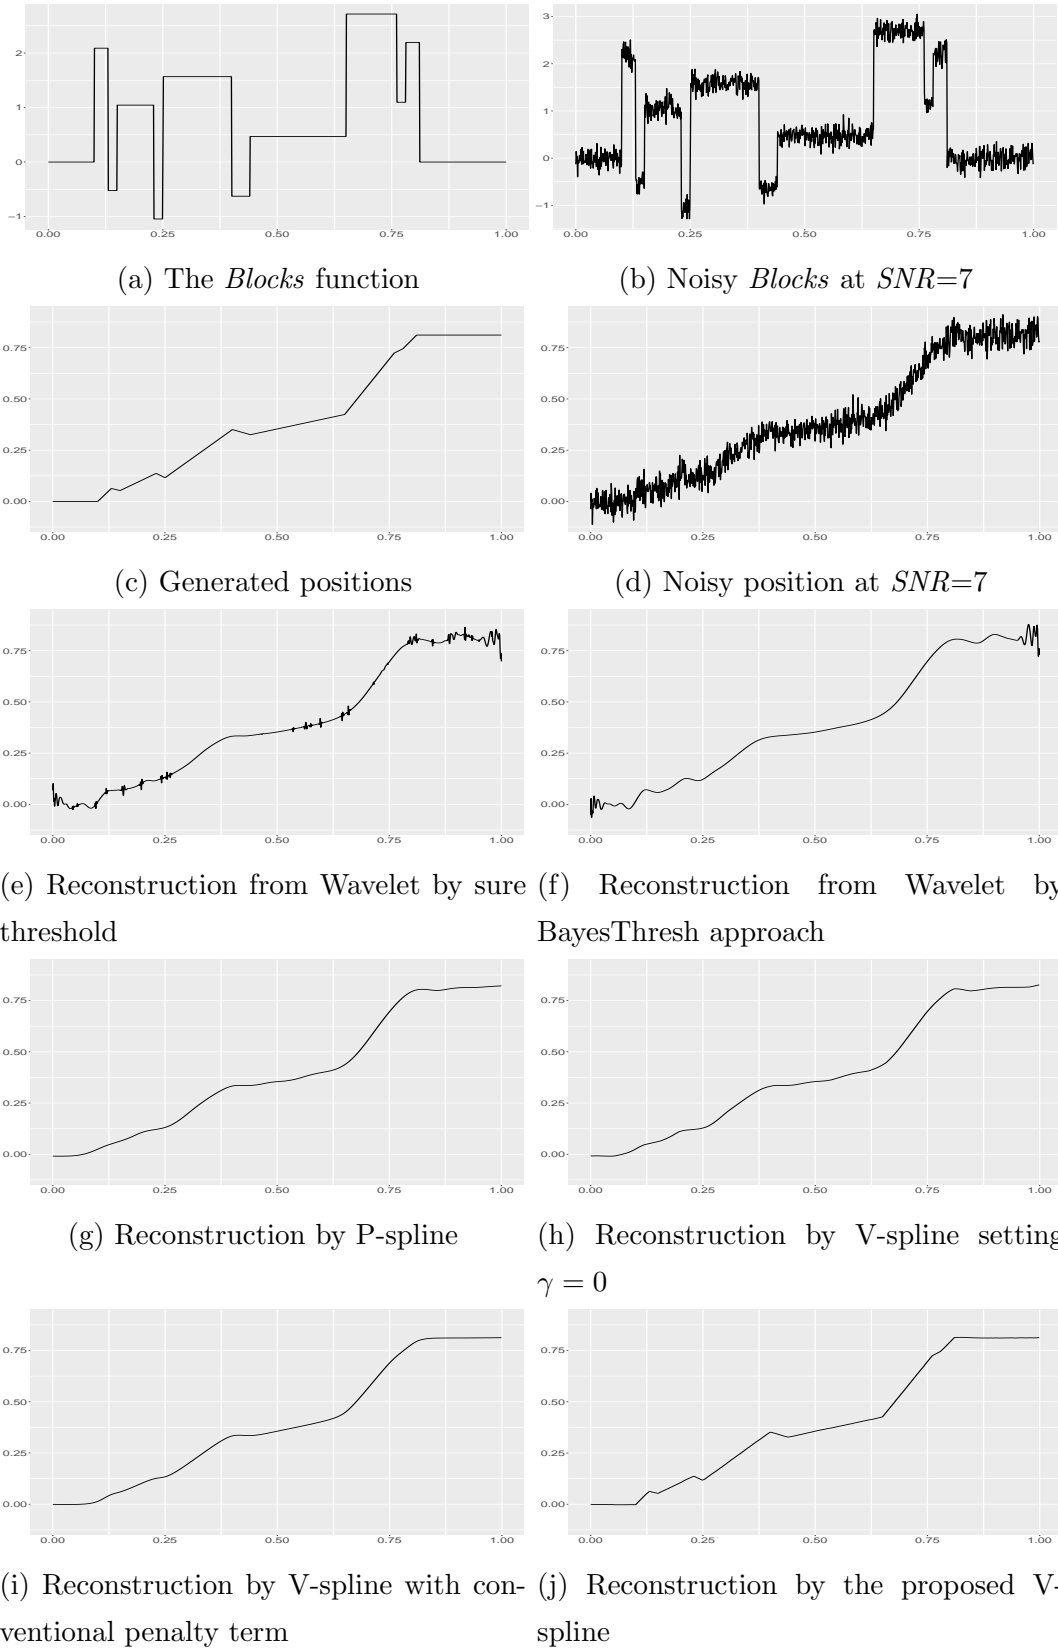 2
1
0
−1
0.00 0.25 0.50 0.75 1.00
3
2
1
0
−1
0.00 0.25 0.50 0.75 1.00
(a) The Blocks function
(b) Noisy Blocks at SNR=7
0.75
0.50
0.25
0.00
0.00 0.25 0.50 0.75 1.00
0.75
0.50
0.25
0.00
0.00 0.25 0.50 0.75 1.00
(c) Generated positions
(d) Noisy position at SNR=7
0.75
0.50
0.25
0.00
0.00 0.25 0.50 0.75 1.00
0.75
0.50
0.25
0.00
0.00 0.25 0.50 0.75 1.00
(e) Reconstruction from Wavelet by sure
threshold
(f) Reconstruction from Wavelet by
BayesThresh approach
0.75
0.50
0.25
0.00
0.00 0.25 0.50 0.75 1.00
0.75
0.50
0.25
0.00
0.00 0.25 0.50 0.75 1.00
(g) Reconstruction by P-spline
(h) Reconstruction by V-spline setting
γ = 0
0.75
0.50
0.25
0.00
0.00 0.25 0.50 0.75 1.00
0.75
0.50
0.25
0.00
0.00 0.25 0.50 0.75 1.00
(i) Reconstruction by V-spline with con-
ventional penalty term
(j) Reconstruction by the proposed V-
spline